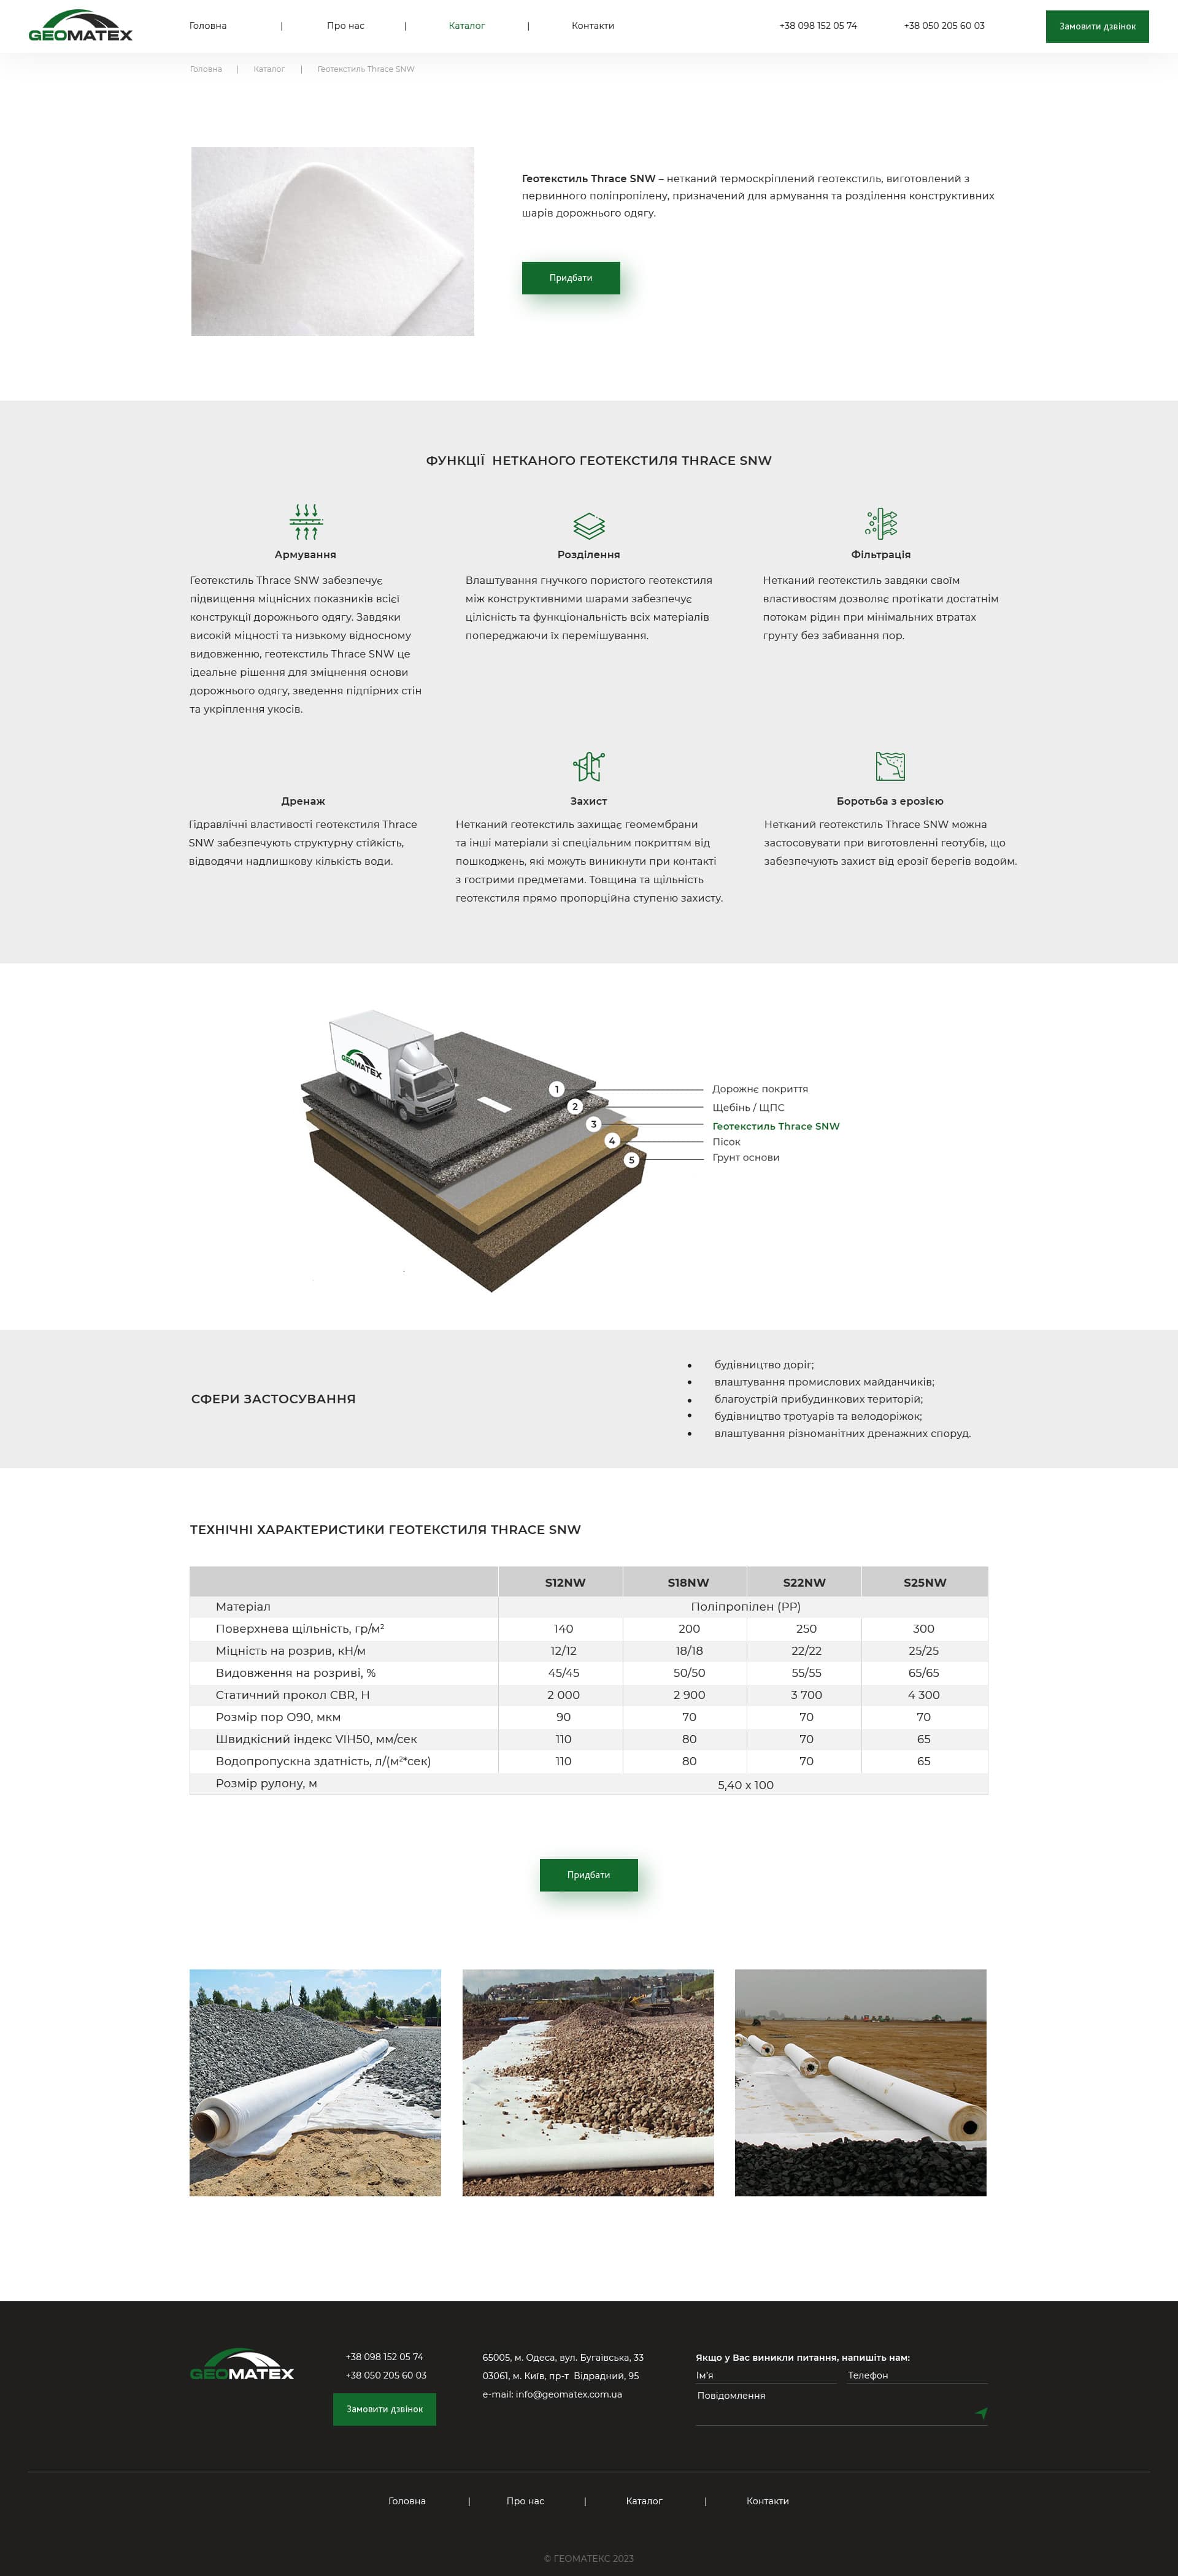 GEOMATEX
Головна | Про нас | Каталог | Контакти
+38 098 152 05 74
+38 050 205 60 03
Замовити дзвінок
Головна | Каталог | Геотекстиль Thrace SNW
Геотекстиль Thrace SNW – нетканий термоскріплений геотекстиль, виготовлений з
первинного поліпропілену, призначений для армування та розділення конструктивних
шарів дорожнього одягу.
Придбати
ФУНКЦІЇ НЕТКАНОГО ГЕОТЕКСТИЛЯ THRACE SNW
Армування
Геотекстиль Thrace SNW забезпечує
підвищення міцнісних показників всієї
конструкції дорожнього одягу. Завдяки
високій міцності та низькому відносному
видовженню, геотекстиль Thrace SNW це
ідеальне рішення для зміцнення основи
дорожнього одягу, зведення підпірних стін
та укріплення укосів.
Розділення
Влаштування гнучкого пористого геотекстиля
між конструктивними шарами забезпечує
цілісність та функціональність всіх матеріалів
попереджаючи їх перемішування.
Фільтрація
Нетканий геотекстиль завдяки своїм
властивостям дозволяє протікати достатнім
потокам рідин при мінімальних втратах
грунту без забивання пор.
Дренаж
Гідравлічні властивості геотекстиля Thrace
SNW забезпечують структурну стійкість,
відводячи надлишкову кількість води.
Захист
Нетканий геотекстиль захищає геомембрани
та інші матеріали зі спеціальним покриттям від
пошкоджень, які можуть виникнути при контакті
з гострими предметами. Товщина та щільність
геотекстиля прямо пропорційна ступеню захисту.
Боротьба з ерозією
Нетканий геотекстиль Thrace SNW можна
застосовувати при виготовленні геотубів, що
забезпечують захист від ерозії берегів водойм.
GEOMATEX
1 Дорожнє покриття
2 Щебінь / ЩПС
3 Геотекстиль Thrace SNW
4 Пісок
5 Грунт основи
СФЕРИ ЗАСТОСУВАННЯ
• будівництво доріг;
• влаштування промислових майданчиків;
• благоустрій прибудинкових територій;
• будівництво тротуарів та велодоріжок;
• влаштування різноманітних дренажних споруд.
ТЕХНІЧНІ ХАРАКТЕРИСТИКИ ГЕОТЕКСТИЛЯ THRACE SNW
S12NW S18NW S22NW S25NW
Матеріал Поліпропілен (PP)
Поверхнева щільність, гр/м² 140 200 250 300
Міцність на розрив, кН/м 12/12 18/18 22/22 25/25
Видовження на розриві, % 45/45 50/50 55/55 65/65
Статичний прокол CBR, Н 2 000 2 900 3 700 4 300
Розмір пор О90, мкм 90 70 70 70
Швидкісний індекс VIH50, мм/сек 110 80 70 65
Водопропускна здатність, л/(м²*сек) 110 80 70 65
Розмір рулону, м 5,40 х 100
Придбати
GEOMATEX
+38 098 152 05 74
+38 050 205 60 03
Замовити дзвінок
65005, м. Одеса, вул. Бугаївська, 33
03061, м. Київ, пр-т Відрадний, 95
e-mail: info@geomatex.com.ua
Якщо у Вас виникли питання, напишіть нам:
Ім'я Телефон
Повідомлення
Головна | Про нас | Каталог | Контакти
© ГЕОМАТЕКС 2023